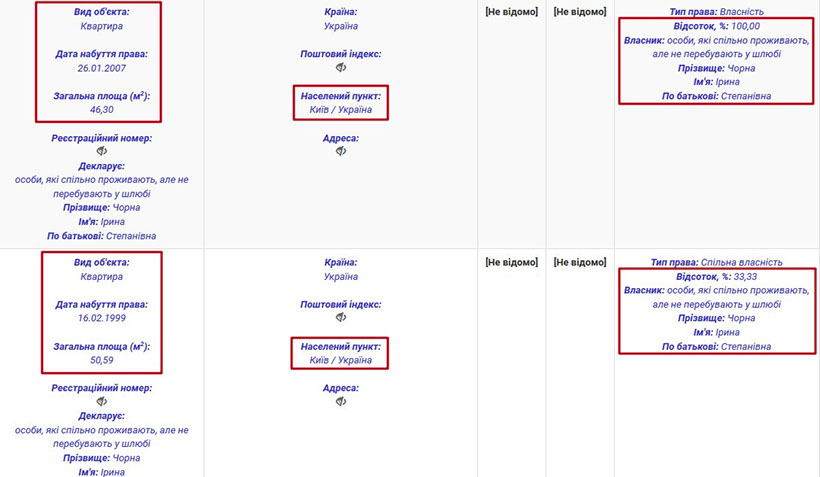 Вид об'єкта:
Квартира
Дата набуття права:
26.01.2007
Загальна площа (м²):
46,30
Реєстраційний номер:
Декларує:
особи, які спільно проживають, але не
перебувають у шлюбі
Прізвище: Чорна
Ім'я: Ірина
По батькові: Степанівна
Країна:
Україна
Поштовий індекс:
Населений пункт:
Київ / Україна
Адреса:
[Не відомо]
[Не відомо]
Тип права: Власність
Відсоток, %: 100,00
Власник: особи, які спільно проживають,
але не перебувають у шлюбі
Прізвище: Чорна
Ім'я: Ірина
По батькові: Степанівна
Вид об'єкта:
Квартира
Дата набуття права:
16.02.1999
Загальна площа (м²):
50,59
Реєстраційний номер:
Декларує:
особи, які спільно проживають, але не
перебувають у шлюбі
Прізвище: Чорна
Ім'я: Ірина
Країна:
Україна
Поштовий індекс:
Населений пункт:
Київ / Україна
Адреса:
[Не відомо]
[Не відомо]
Тип права: Спільна власність
Відсоток, %: 33,33
Власник: особи, які спільно проживають,
але не перебувають у шлюбі
Прізвище: Чорна
Ім'я: Ірина
По батькові: Степанівна